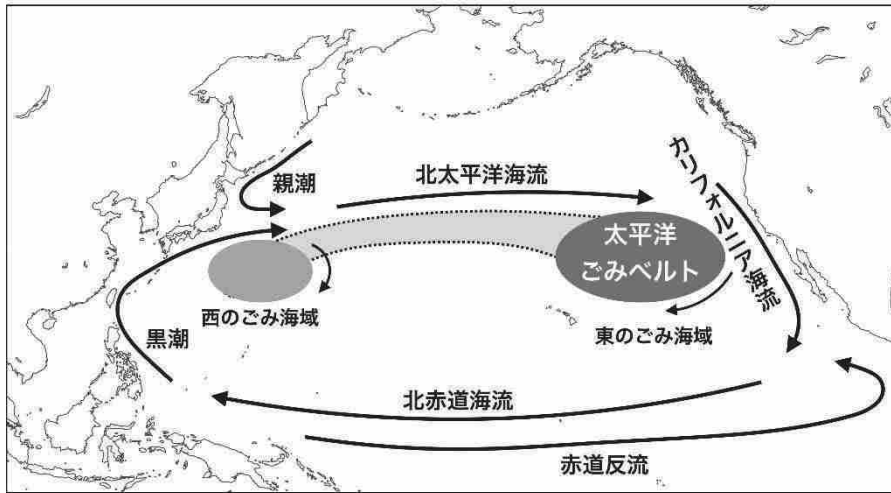 親潮
北太平洋海流
カリフォルニア海流
太平洋
ごみベルト
西のごみ海域
東のごみ海域
黒潮
北赤道海流
赤道反流